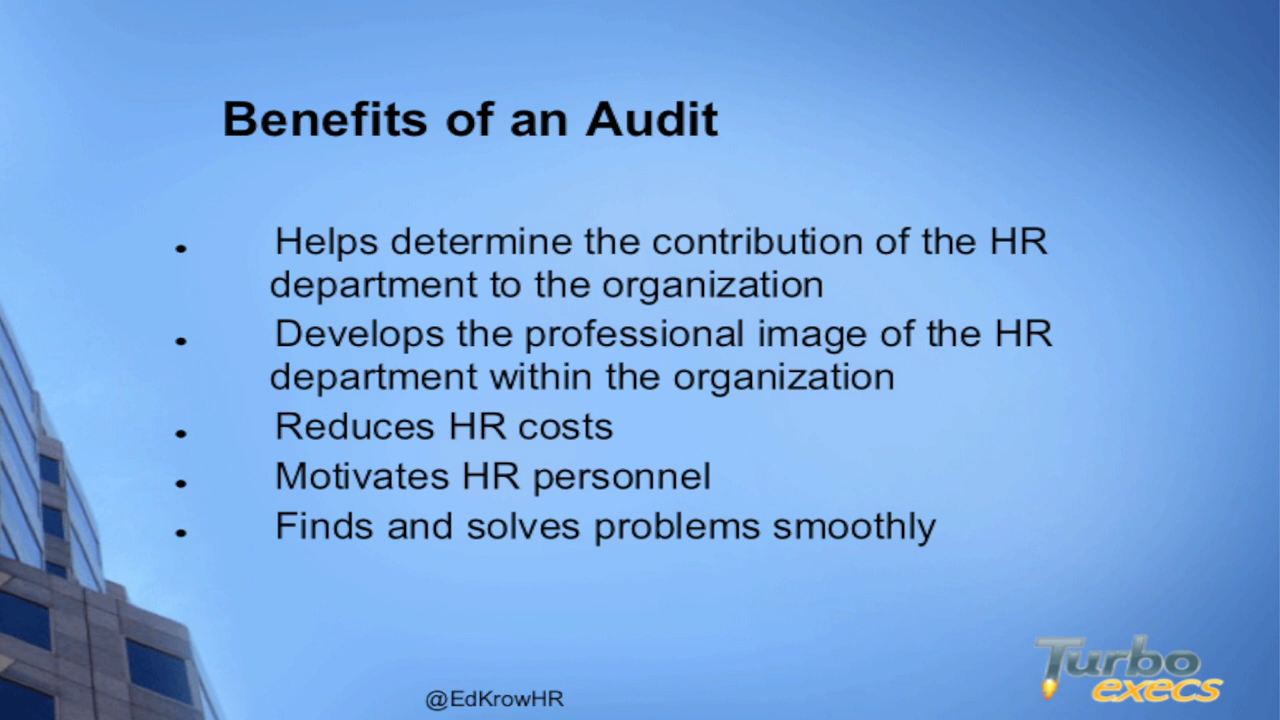 Benefits of an Audit
• Helps determine the contribution of the HR
department to the organization
• Develops the professional image of the HR
department within the organization
• Reduces HR costs
• Motivates HR personnel
• Finds and solves problems smoothly
@EdKrowHR
Turbo
execs